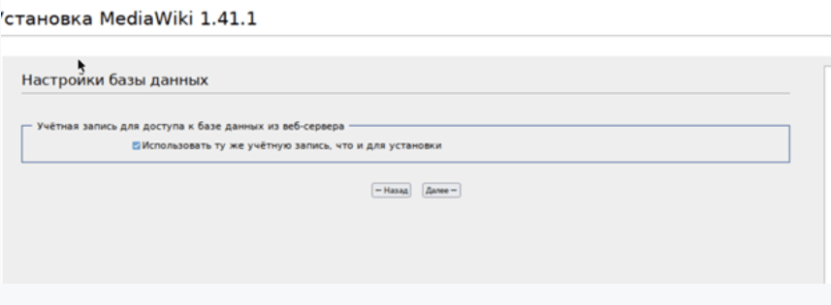 Установка MediaWiki 1.41.1
Настройки базы данных
Учётная запись для доступа к базе данных из веб-сервера
Использовать ту же учётную запись, что и для установки
← Назад
Далее →